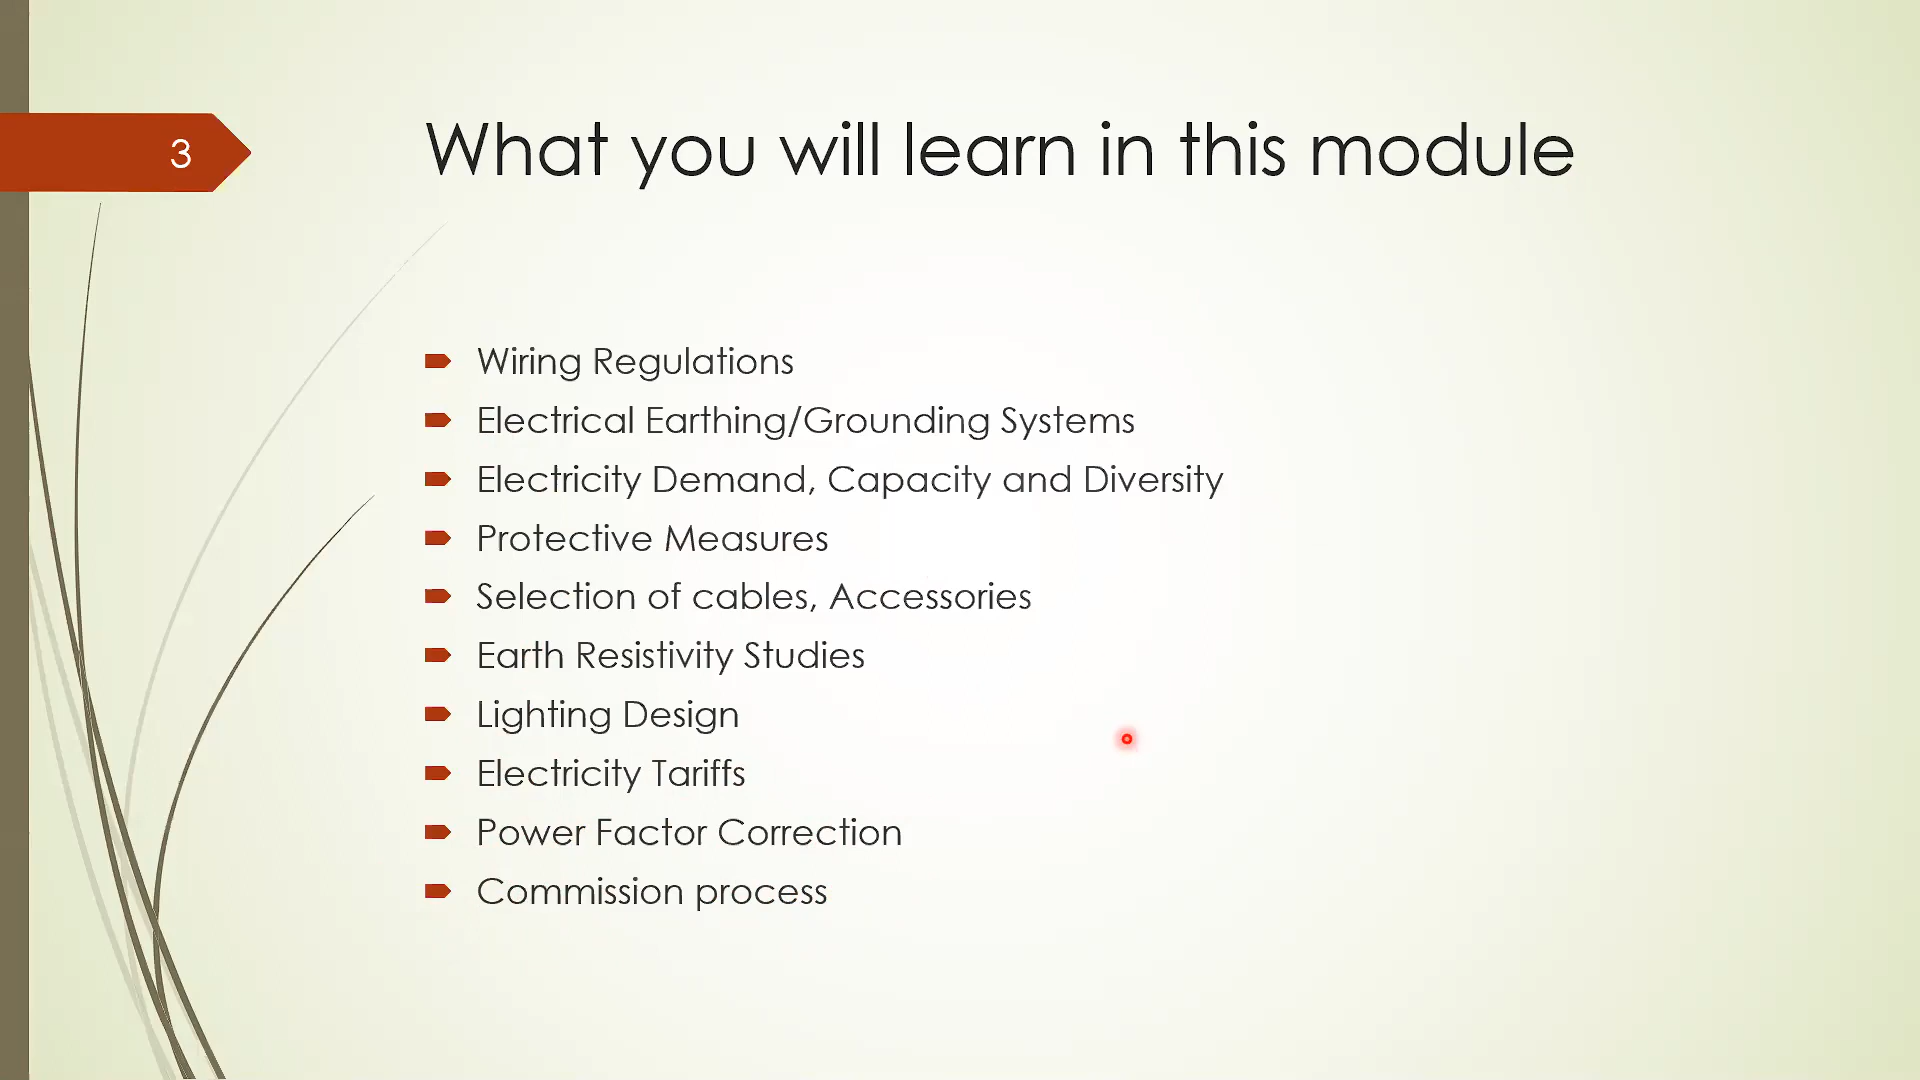 3
What you will learn in this module
Wiring Regulations
Electrical Earthing/Grounding Systems
Electricity Demand, Capacity and Diversity
Protective Measures
Selection of cables, Accessories
Earth Resistivity Studies
Lighting Design
Electricity Tariffs
Power Factor Correction
Commission process